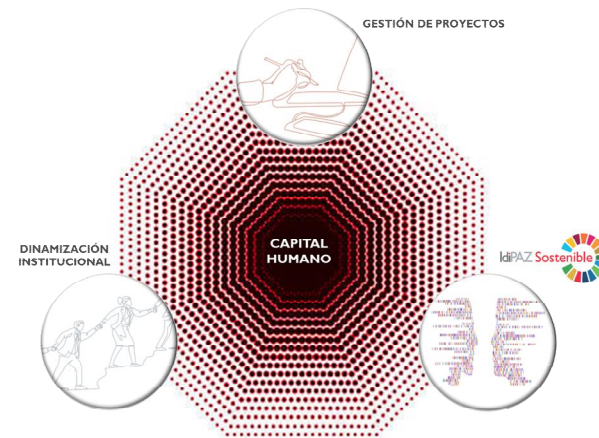 GESTIÓN DE PROYECTOS
DINAMIZACIÓN
INSTITUCIONAL
CAPITAL
HUMANO
IdiPAZ Sostenible